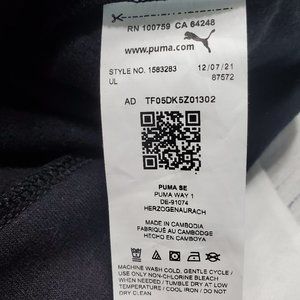 RN 100759 CA 64248
www.puma.com
STYLE NO. 1583283 12/07/21
UL 87572
AD TF05DK5Z01302
PUMA SE
PUMA WAY 1
DE-91074
HERZOGENAURACH
MADE IN CAMBODIA
FABRIQUÉ AU CAMBODGE
HECHO EN CAMBOYA
MACHINE WASH COLD, GENTLE CYCLE /
USE ONLY NON-CHLORINE BLEACH
WHEN NEEDED / TUMBLE DRY AT LOW
TEMPERATURE / COOL IRON / DO NOT
DRY CLEAN